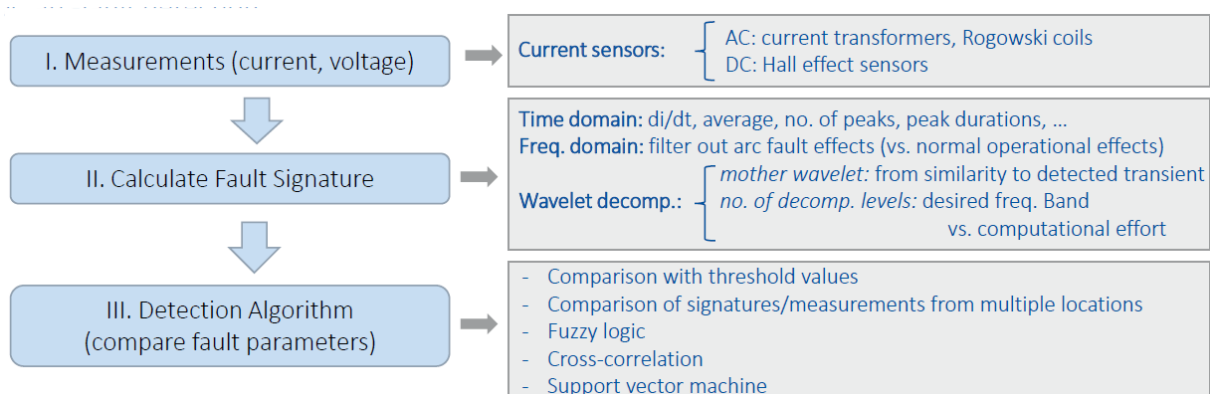 I. Measurements (current, voltage)
Current sensors:
AC: current transformers, Rogowski coils
DC: Hall effect sensors
II. Calculate Fault Signature
Time domain: di/dt, average, no. of peaks, peak durations, ...
Freq. domain: filter out arc fault effects (vs. normal operational effects)
Wavelet decomp.:
mother wavelet: from similarity to detected transient
no. of decomp. levels: desired freq. Band
vs. computational effort
III. Detection Algorithm
(compare fault parameters)
- Comparison with threshold values
- Comparison of signatures/measurements from multiple locations
- Fuzzy logic
- Cross-correlation
- Support vector machine